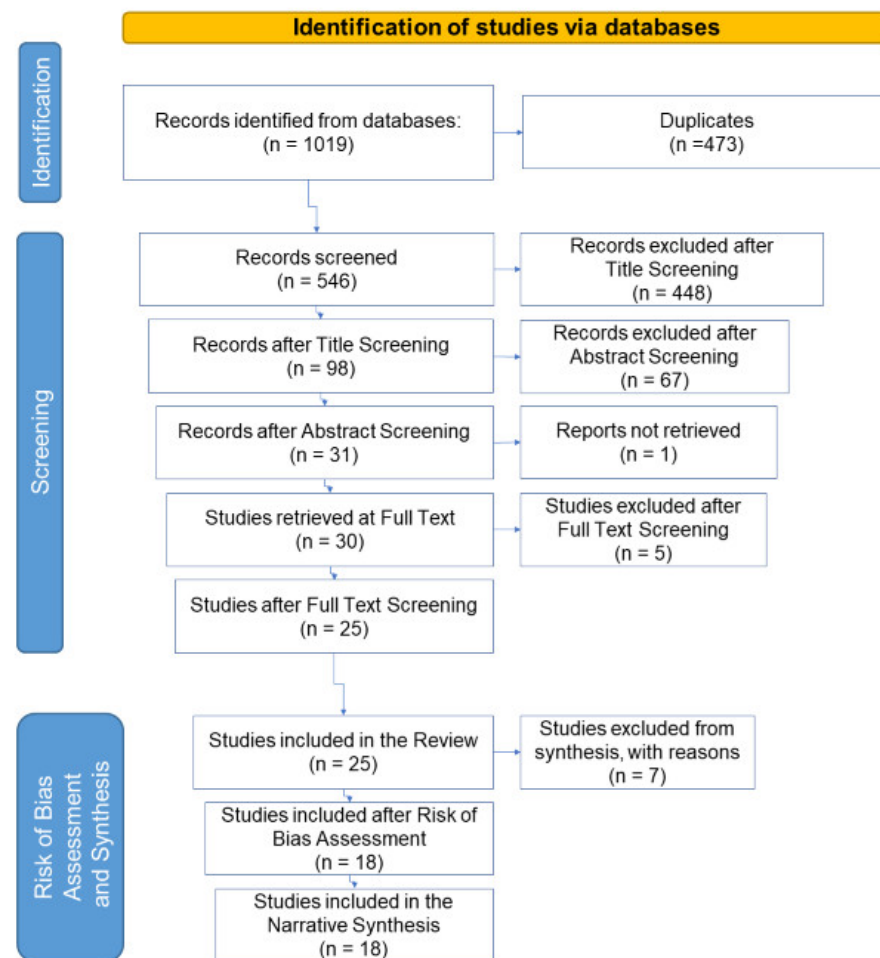 Identification of studies via databases
Identification
Records identified from databases:
(n = 1019)
Duplicates
(n =473)
Screening
Records screened
(n = 546)
Records excluded after
Title Screening
(n = 448)
Records after Title Screening
(n = 98)
Records excluded after
Abstract Screening
(n = 67)
Records after Abstract Screening
(n = 31)
Reports not retrieved
(n = 1)
Studies retrieved at Full Text
(n = 30)
Studies excluded after
Full Text Screening
(n = 5)
Studies after Full Text Screening
(n = 25)
Risk of Bias
Assessment
and Synthesis
Studies included in the Review
(n = 25)
Studies excluded from
synthesis, with reasons
(n = 7)
Studies included after Risk of
Bias Assessment
(n = 18)
Studies included in the
Narrative Synthesis
(n = 18)